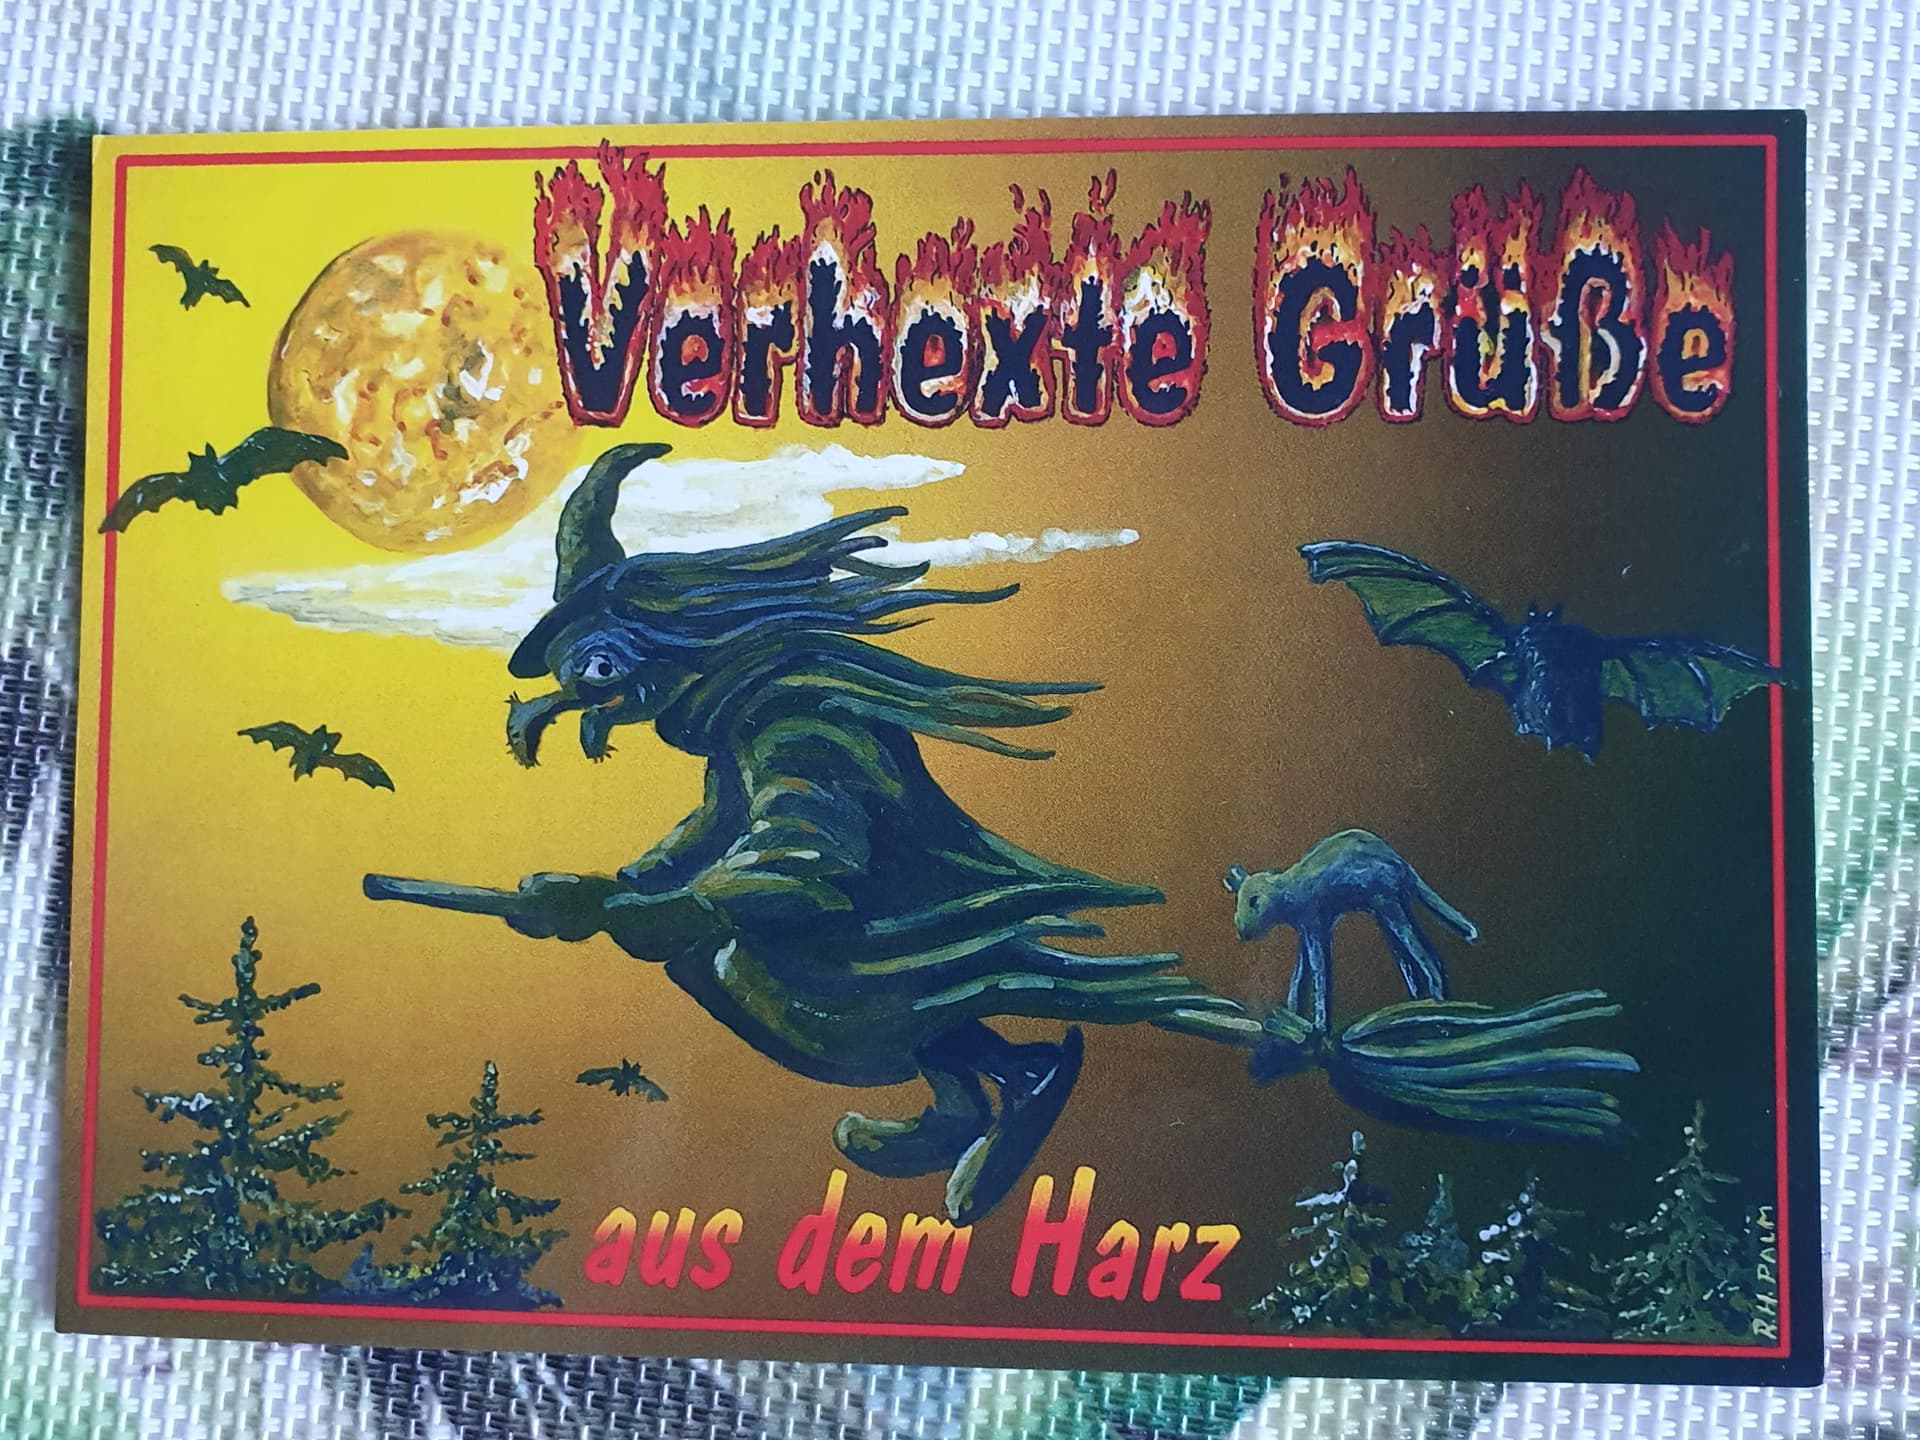 Verhexte Grüße
aus dem Harz
R.H. PALM